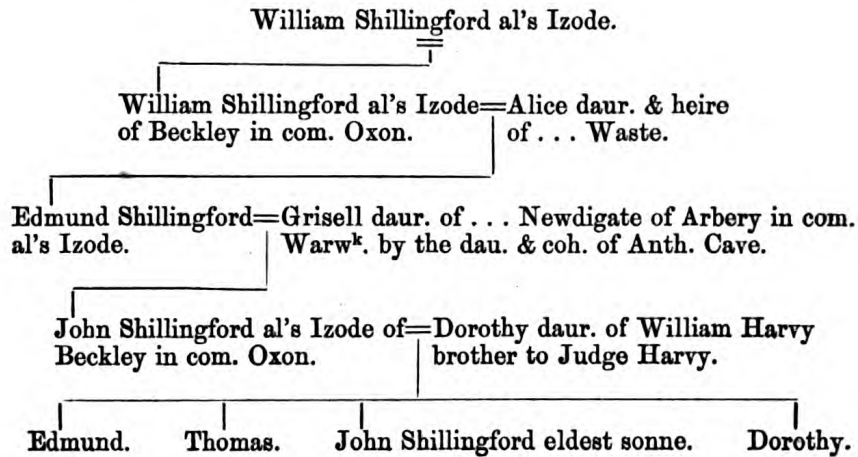 William Shillingford al's Izode.
William Shillingford al's Izode=Alice daur. & heire
of Beckley in com. Oxon. of . . . Waste.
Edmund Shillingford=Grisell daur. of . . . Newdigate of Arbery in com.
al's Izode. Warwᵏ. by the dau. & coh. of Anth. Cave.
John Shillingford al's Izode of=Dorothy daur. of William Harvy
Beckley in com. Oxon. brother to Judge Harvy.
Edmund. Thomas. John Shillingford eldest sonne. Dorothy.